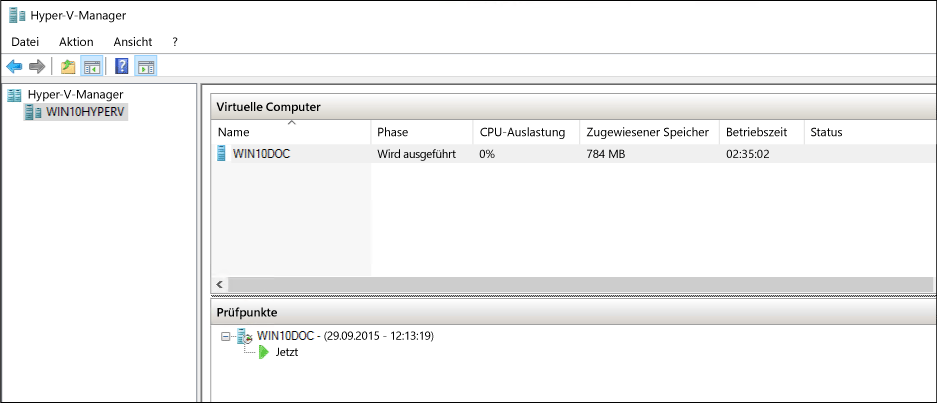 Hyper-V-Manager
Datei Aktion Ansicht ?
?
Hyper-V-Manager
WIN10HYPERV
Virtuelle Computer
Name Phase CPU-Auslastung Zugewiesener Speicher Betriebszeit Status
WIN10DOC Wird ausgeführt 0% 784 MB 02:35:02
Prüfpunkte
WIN10DOC - (29.09.2015 - 12:13:19)
Jetzt